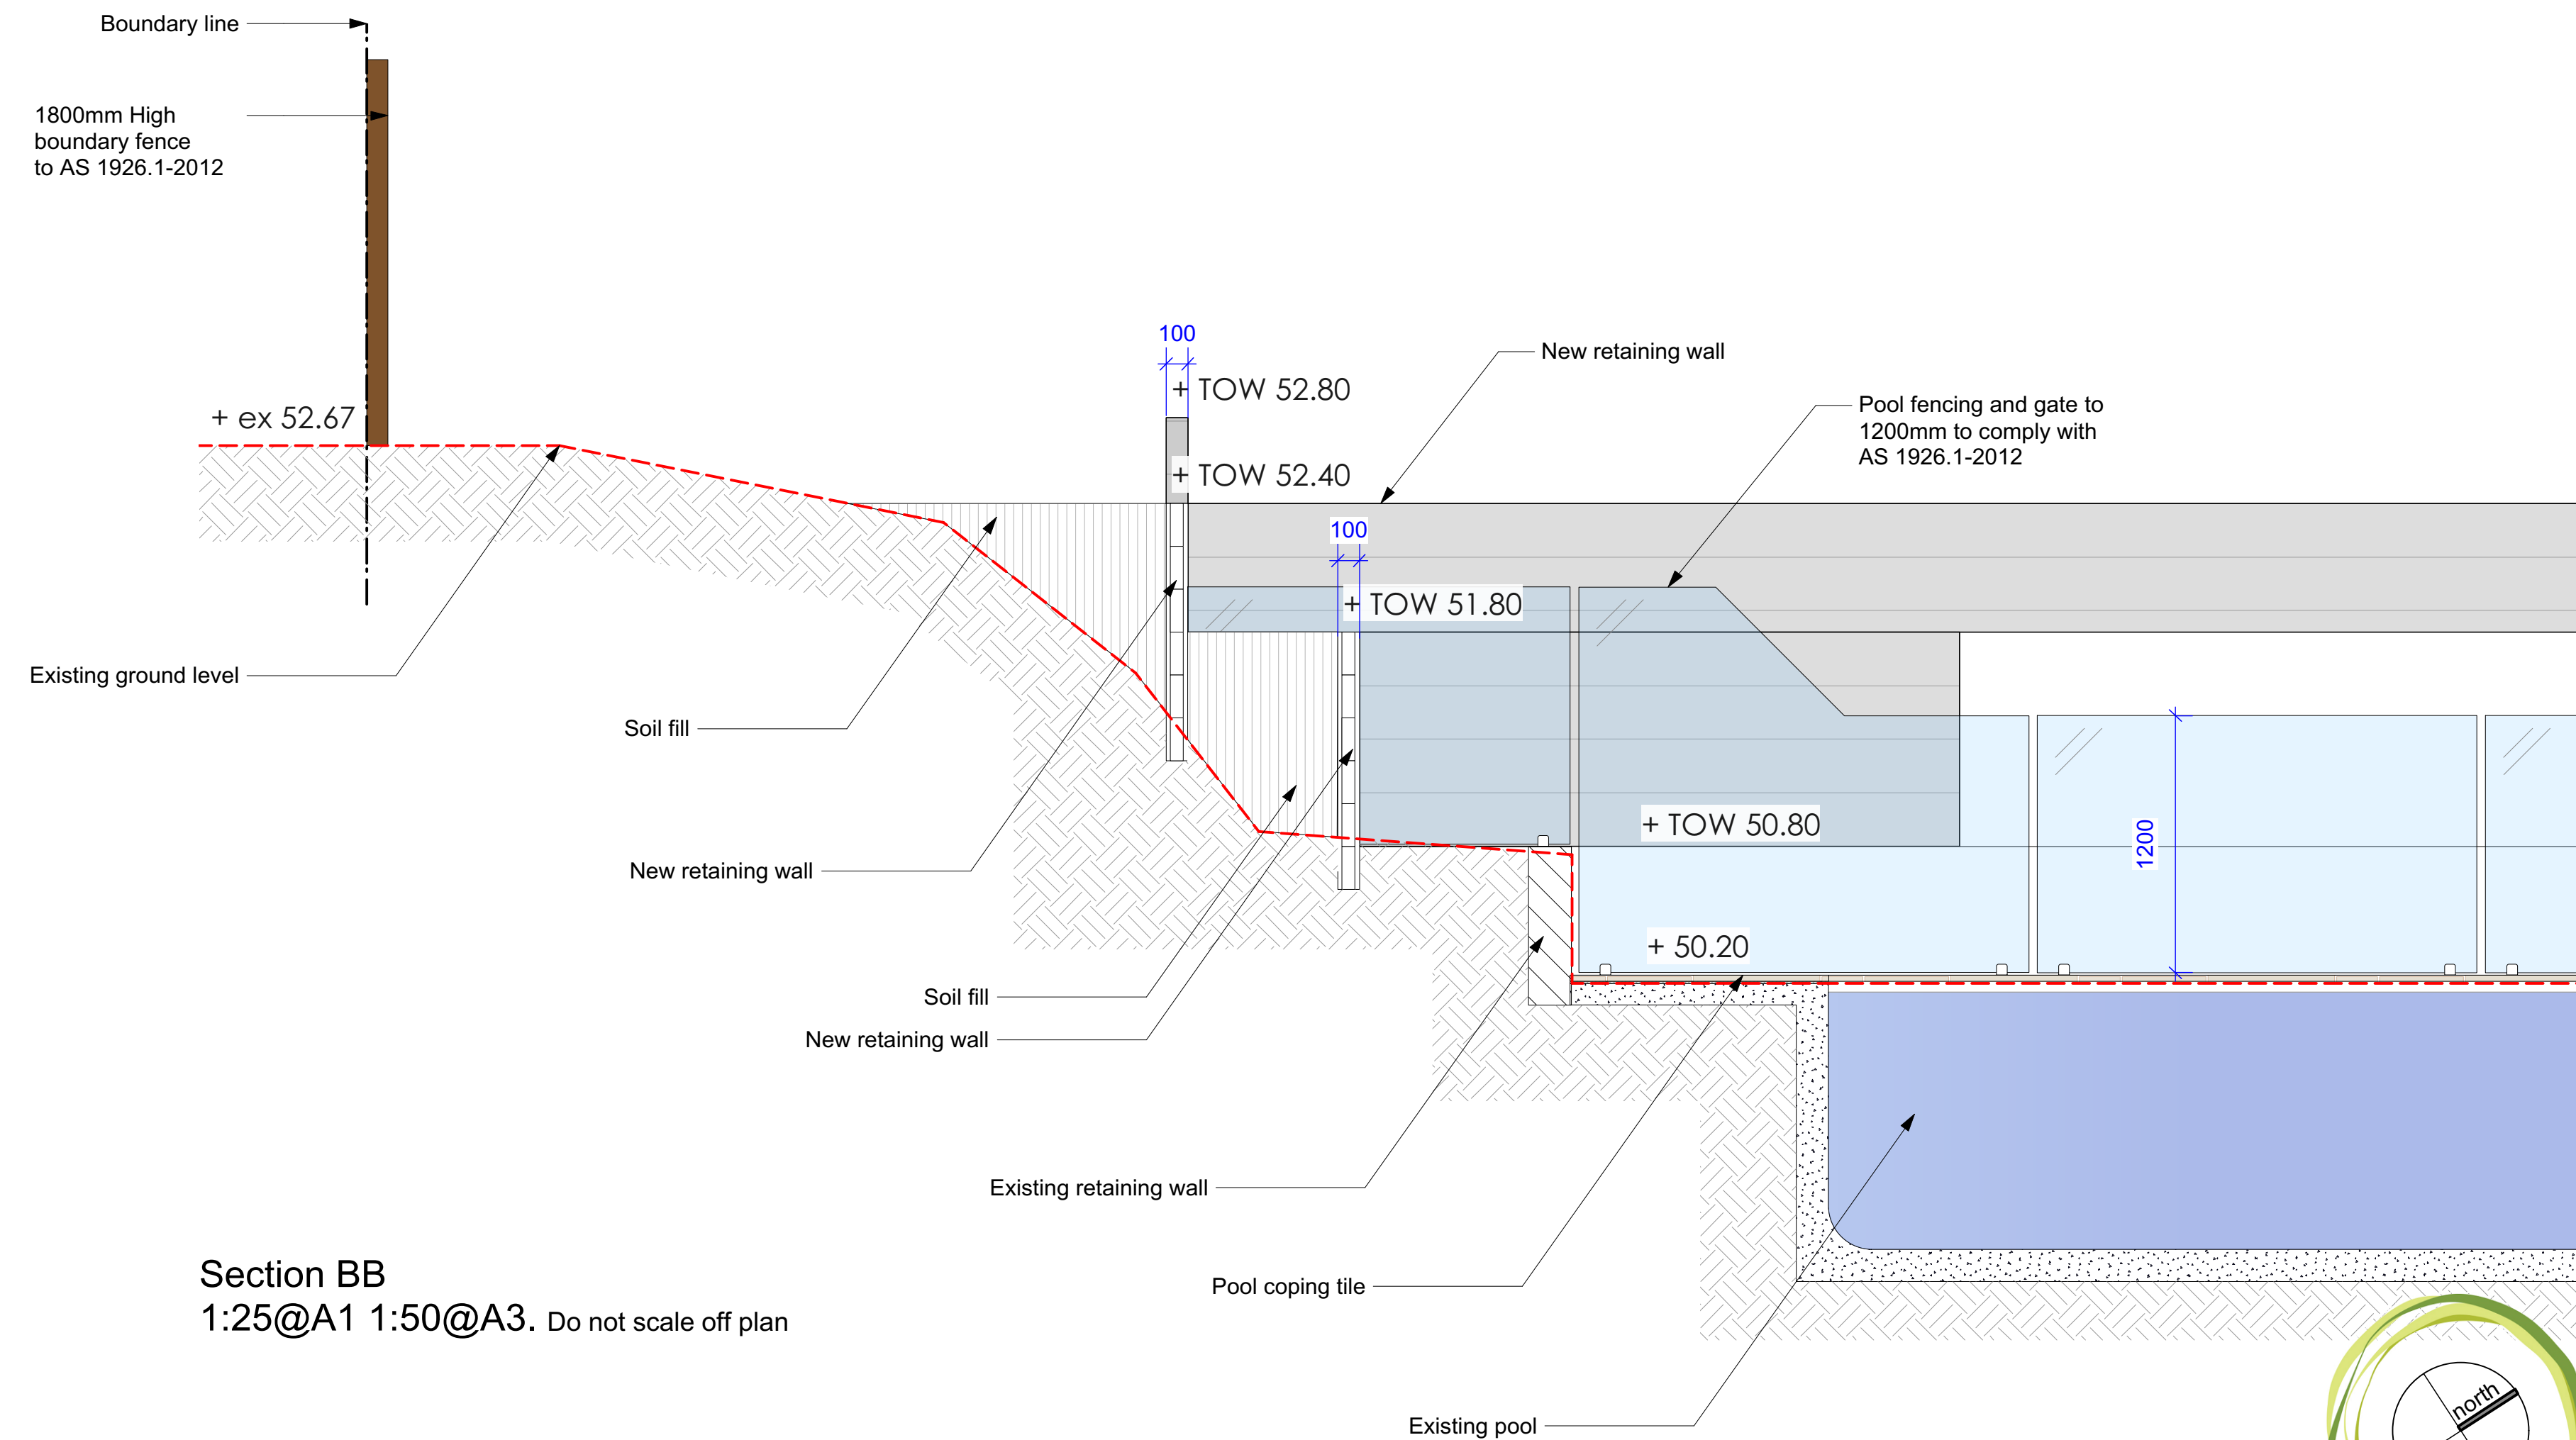 Boundary line
1800mm High
boundary fence
to AS 1926.1-2012
+ ex 52.67
100
+ TOW 52.80
+ TOW 52.40
New retaining wall
Pool fencing and gate to
1200mm to comply with
AS 1926.1-2012
100
+ TOW 51.80
Existing ground level
Soil fill
New retaining wall
+ TOW 50.80
1200
+ 50.20
Soil fill
New retaining wall
Existing retaining wall
Pool coping tile
Existing pool
Section BB
1:25@A1 1:50@A3. Do not scale off plan
north